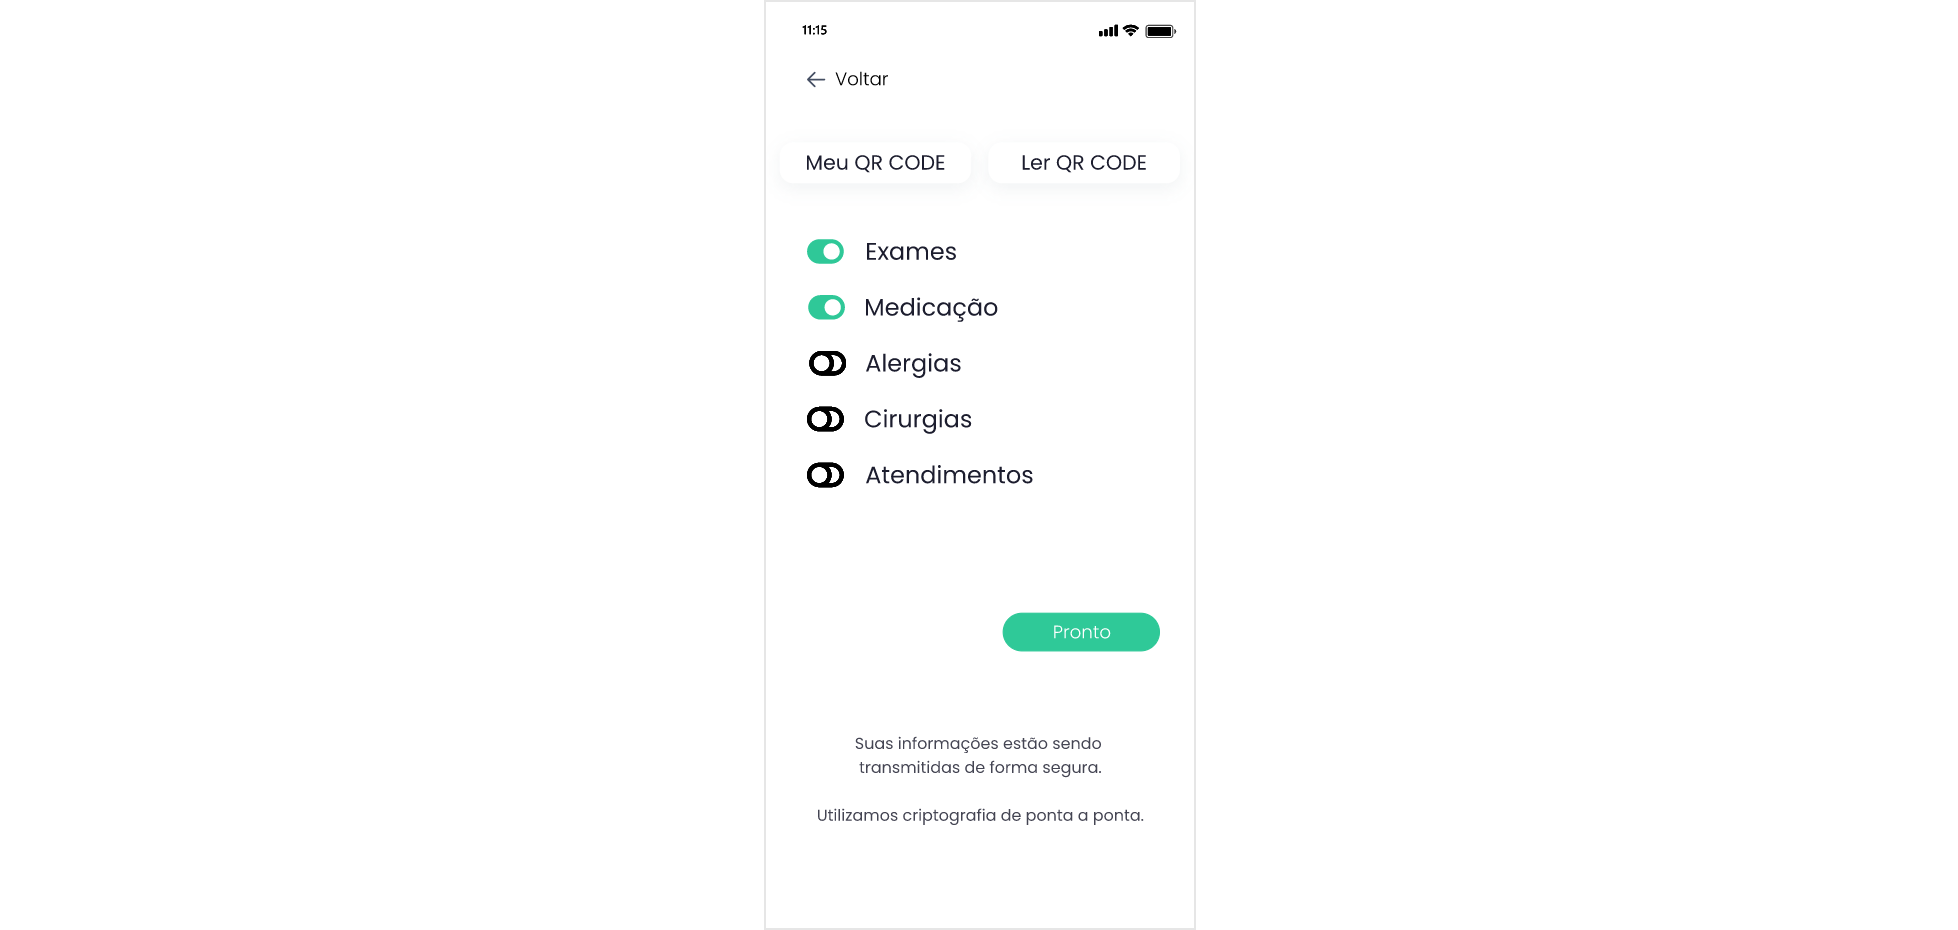 11:15
Voltar
Meu QR CODE
Ler QR CODE
Exames
Medicação
Alergias
Cirurgias
Atendimentos
Pronto
Suas informações estão sendo
transmitidas de forma segura.
Utilizamos criptografia de ponta a ponta.